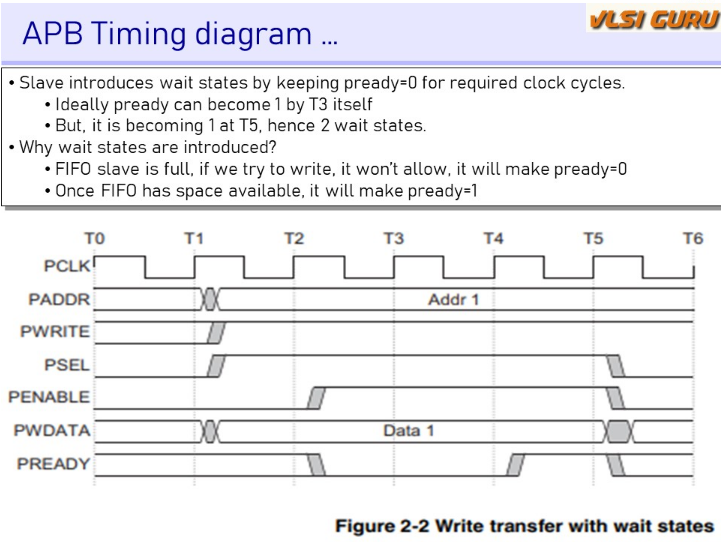 VLSI GURU
APB Timing diagram ...
• Slave introduces wait states by keeping pready=0 for required clock cycles.
• Ideally pready can become 1 by T3 itself
• But, it is becoming 1 at T5, hence 2 wait states.
• Why wait states are introduced?
• FIFO slave is full, if we try to write, it won't allow, it will make pready=0
• Once FIFO has space available, it will make pready=1
T0 T1 T2 T3 T4 T5 T6
PCLK
PADDR Addr 1
PWRITE
PSEL
PENABLE
PWDATA Data 1
PREADY
Figure 2-2 Write transfer with wait states